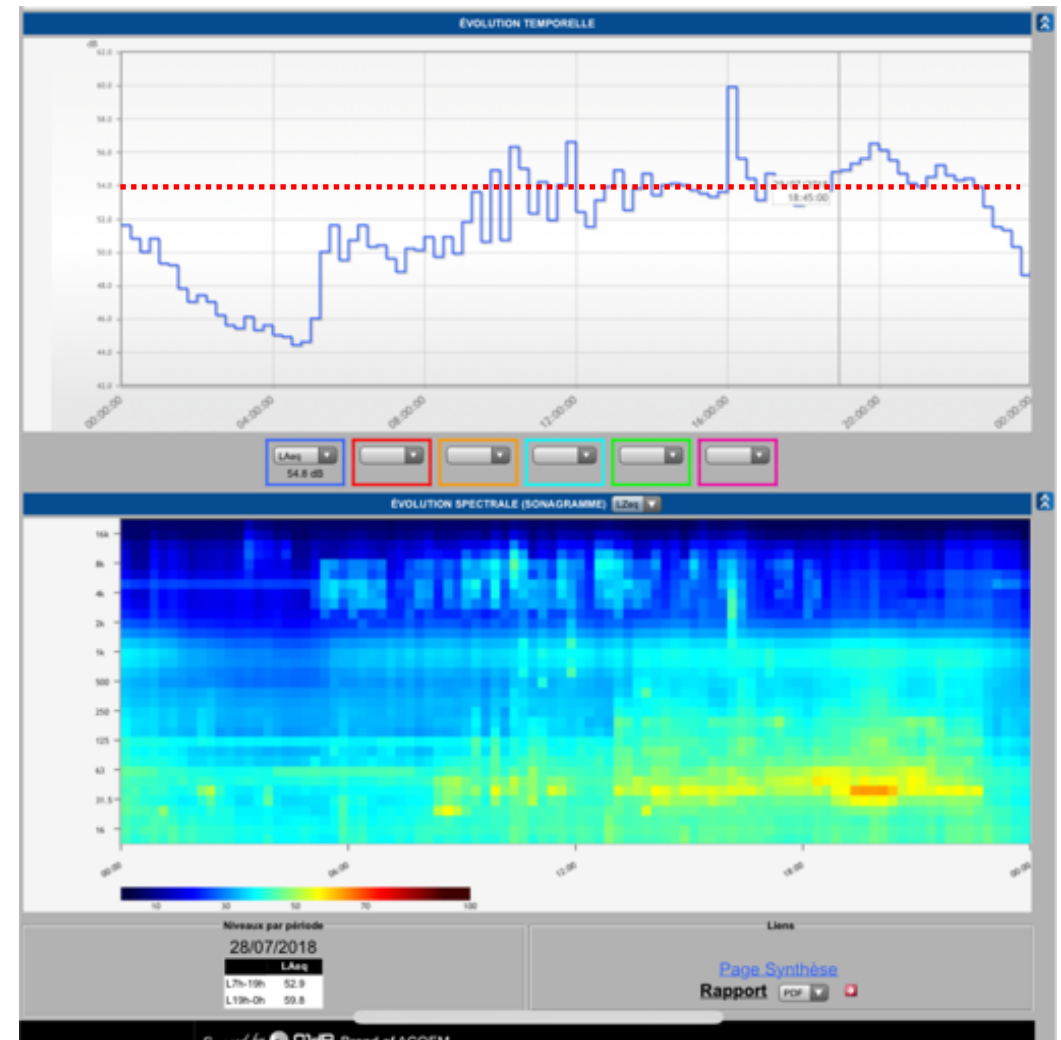 ÉVOLUTION TEMPORELLE
dB
62.0
60.0
58.0
56.0
54.0
52.0
50.0
48.0
46.0
44.0
42.0
18:45:00
00:00:00
04:00:00
08:00:00
12:00:00
16:00:00
20:00:00
00:00:00
LAeq
54.8 dB
ÉVOLUTION SPECTRALE (SONAGRAMME) LZeq
16k
8k
4k
2k
1k
500
250
125
63
31.5
16
00:00
06:00
12:00
18:00
00:00
10 30 50 70 100
Niveaux par période
28/07/2018
LAeq
L7h-19h 52.9
L19h-0h 59.8
Liens
Page Synthèse
Rapport PDF
Brand of ACOEM